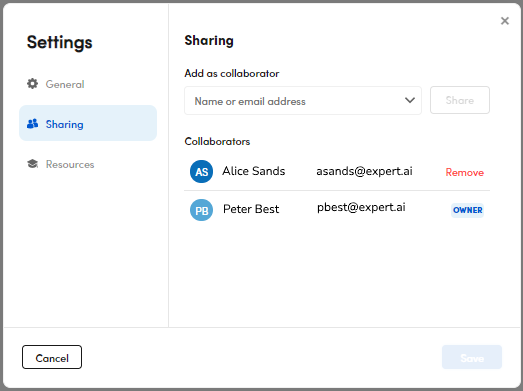 Settings
General
Sharing
Resources
×
Sharing
Add as collaborator
Name or email address
Share
Collaborators
AS Alice Sands asands@expert.ai Remove
PB Peter Best pbest@expert.ai OWNER
Cancel
Save